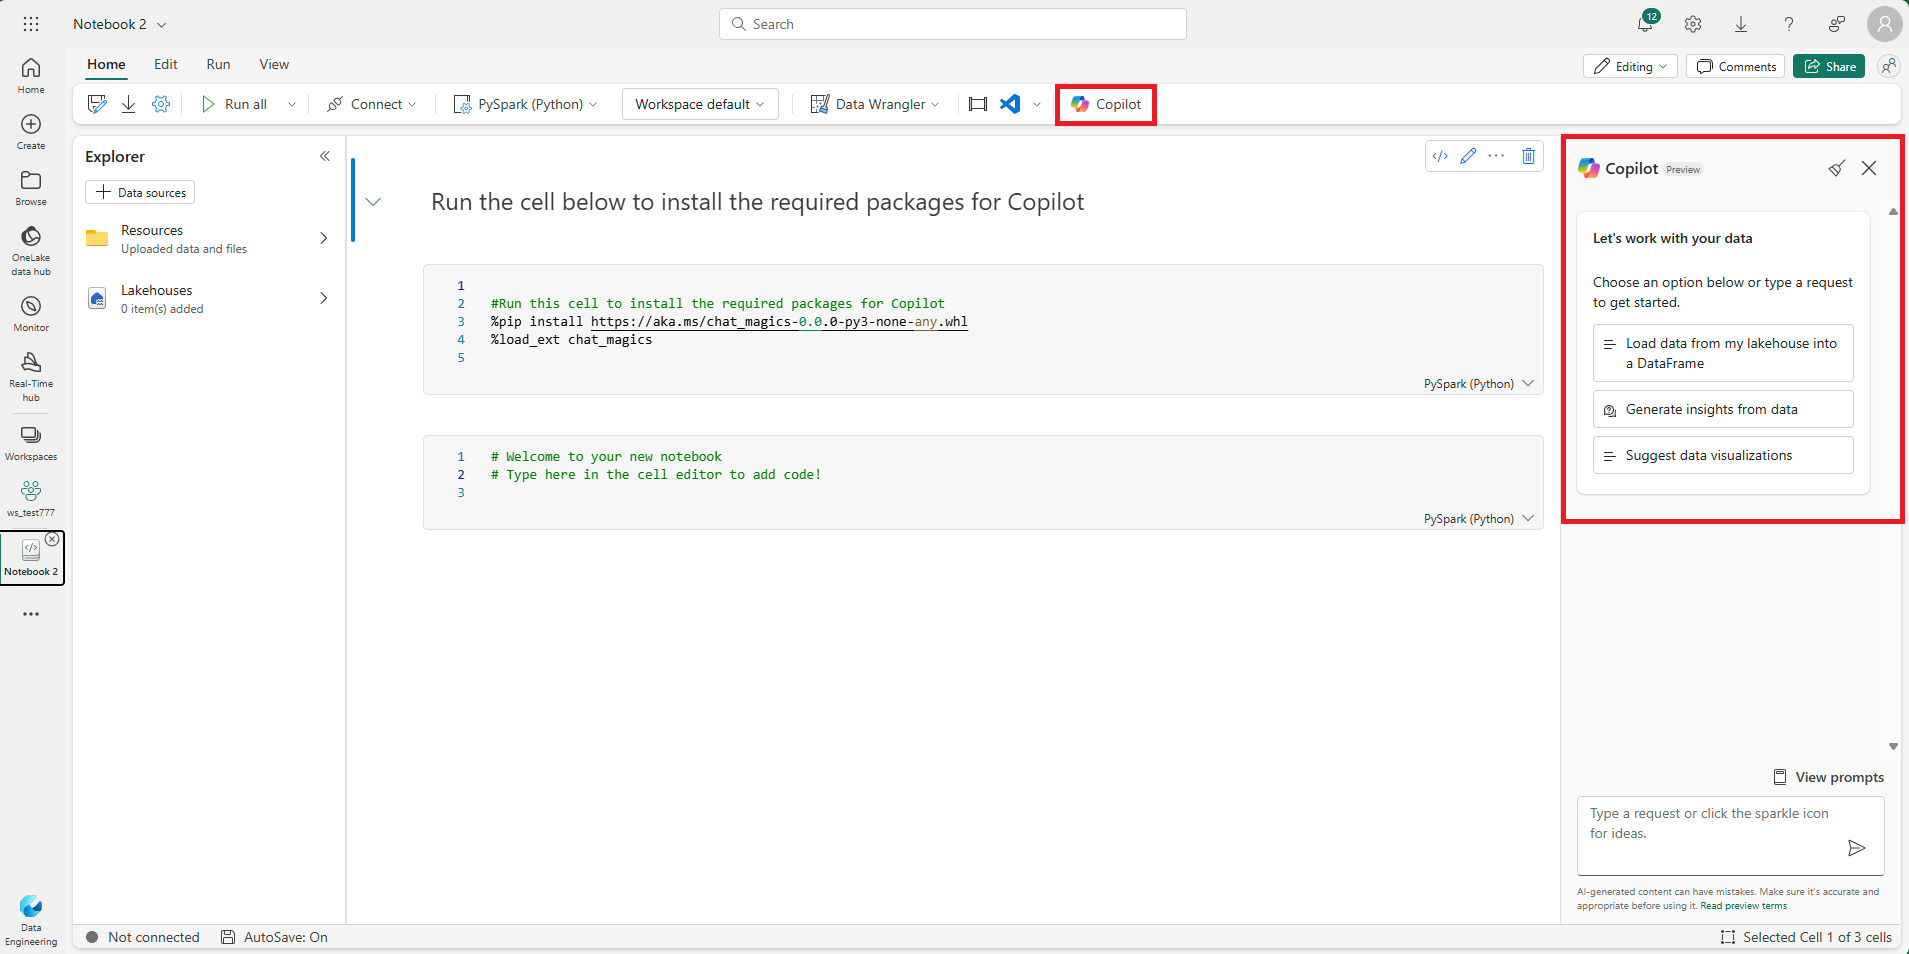 Notebook 2
Search
12
Home
Edit
Run
View
Editing
Comments
Share
Run all
Connect
PySpark (Python)
Workspace default
Data Wrangler
Copilot
Home
Create
Browse
OneLake
data hub
Monitor
Real-Time
hub
Workspaces
ws_test777
Notebook 2
Data
Engineering
Explorer
Data sources
Resources
Uploaded data and files
Lakehouses
0 item(s) added
Run the cell below to install the required packages for Copilot
1
2 #Run this cell to install the required packages for Copilot
3 %pip install https://aka.ms/chat_magics-0.0.0-py3-none-any.whl
4 %load_ext chat_magics
5
PySpark (Python)
1 # Welcome to your new notebook
2 # Type here in the cell editor to add code!
3
PySpark (Python)
Copilot Preview
Let's work with your data
Choose an option below or type a request
to get started.
Load data from my lakehouse into
a DataFrame
Generate insights from data
Suggest data visualizations
View prompts
Type a request or click the sparkle icon
for ideas.
AI-generated content can have mistakes. Make sure it's accurate and
appropriate before using it. Read preview terms
Not connected
AutoSave: On
Selected Cell 1 of 3 cells